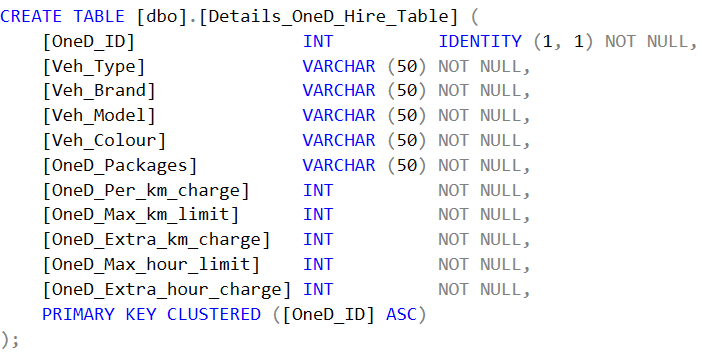 CREATE TABLE [dbo].[Details_OneD_Hire_Table] (
    [OneD_ID]                INT          IDENTITY (1, 1) NOT NULL,
    [Veh_Type]               VARCHAR (50) NOT NULL,
    [Veh_Brand]              VARCHAR (50) NOT NULL,
    [Veh_Model]              VARCHAR (50) NOT NULL,
    [Veh_Colour]             VARCHAR (50) NOT NULL,
    [OneD_Packages]          VARCHAR (50) NOT NULL,
    [OneD_Per_km_charge]     INT          NOT NULL,
    [OneD_Max_km_limit]      INT          NOT NULL,
    [OneD_Extra_km_charge]   INT          NOT NULL,
    [OneD_Max_hour_limit]    INT          NOT NULL,
    [OneD_Extra_hour_charge] INT          NOT NULL,
    PRIMARY KEY CLUSTERED ([OneD_ID] ASC)
);